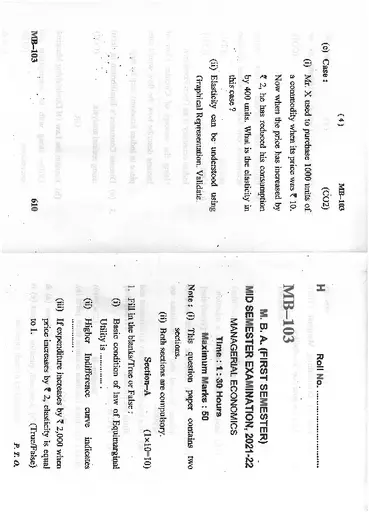 ( 4 )
MB-103
(c) Case :
(CO2)
(i) Mr. X used to purchase 1000 units of
a commodity when its price was ₹ 10.
Now when the price has increased by
₹ 2, he has reduced his consumption
by 400 units. What is the elasticity in
this case ?
(ii) Elasticity can be understood using
Graphical Representation. Validate.
MB-103
610
H
Roll No. ..............................
MB-103
M. B. A. (FIRST SEMESTER)
MID SEMESTER EXAMINATION, 2021-22
MANAGERIAL ECONOMICS
Time : 1 : 30 Hours
Maximum Marks : 50
Note : (i) This question paper contains two
sections.
(ii) Both sections are compulsory.
Section—A (1×10=10)
1. Fill in the blanks/True or False :
(i) Basic condition of law of Equimarginal
Utility is .............. .
(ii) Higher Indifference curve indicates
.............. .
(iii) If expenditure increases by ₹ 2,000 when
price increases by ₹ 2, elasticity is equal
to 1. (True/False)
P. T. O.